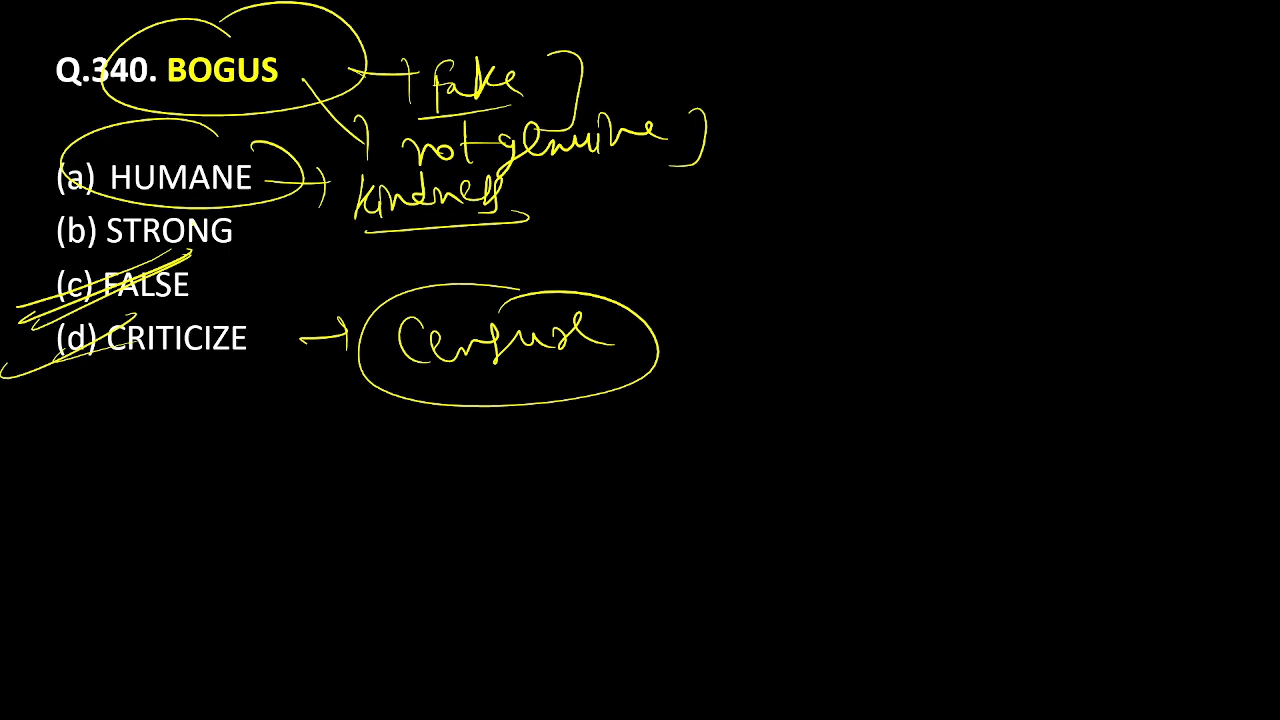 Q.340. BOGUS
fake
not genuine
(a) HUMANE
kindness
(b) STRONG
(c) FALSE
(d) CRITICIZE
Censure